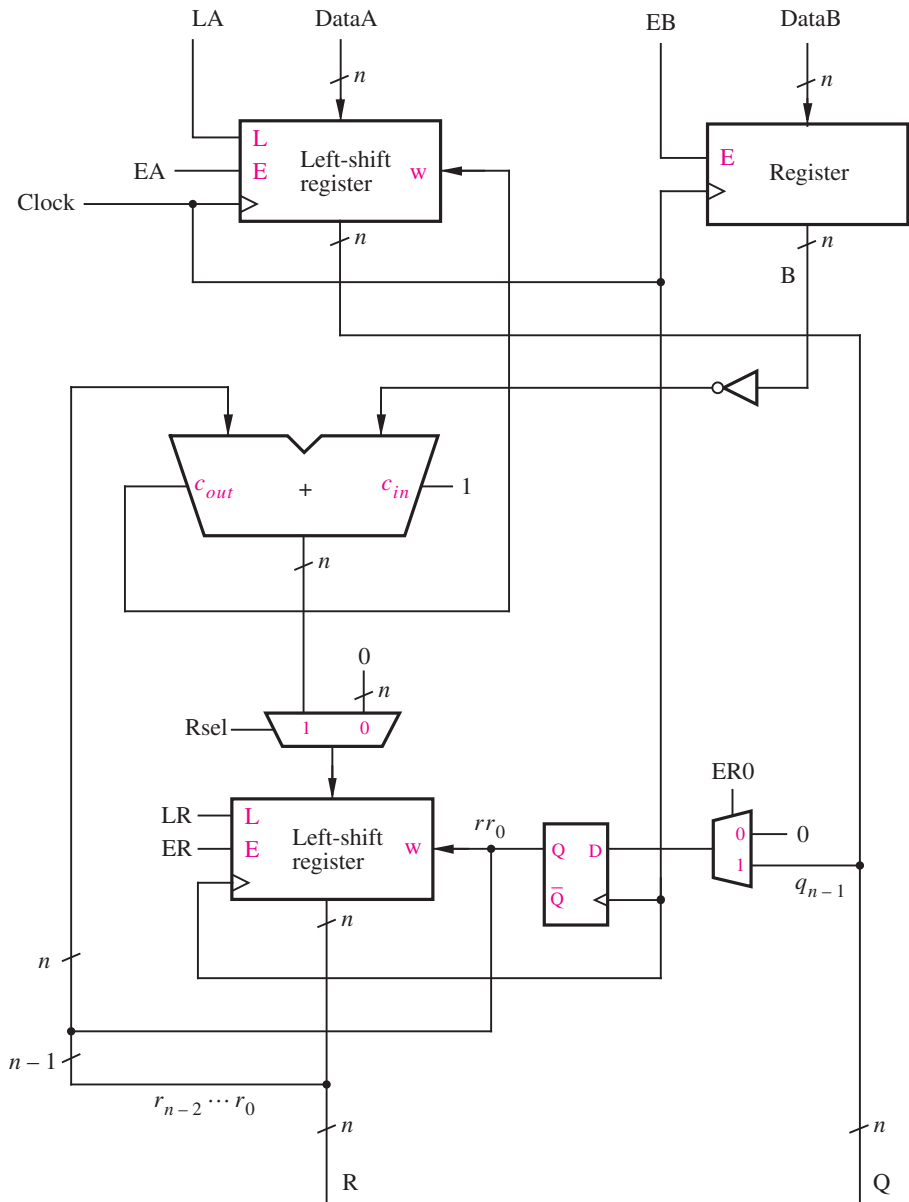 LA DataA EB DataB
n n
L
E Left-shift register w
EA
Clock
E Register
n n
B
c_out + c_in 1
n
0
n
Rsel 1 0
ER0
LR L
ER E Left-shift register w
rr_0
Q D
Q̅
0 0
1
q_{n−1}
n
n
n – 1
r_{n−2} ⋯ r_0
n n
R Q